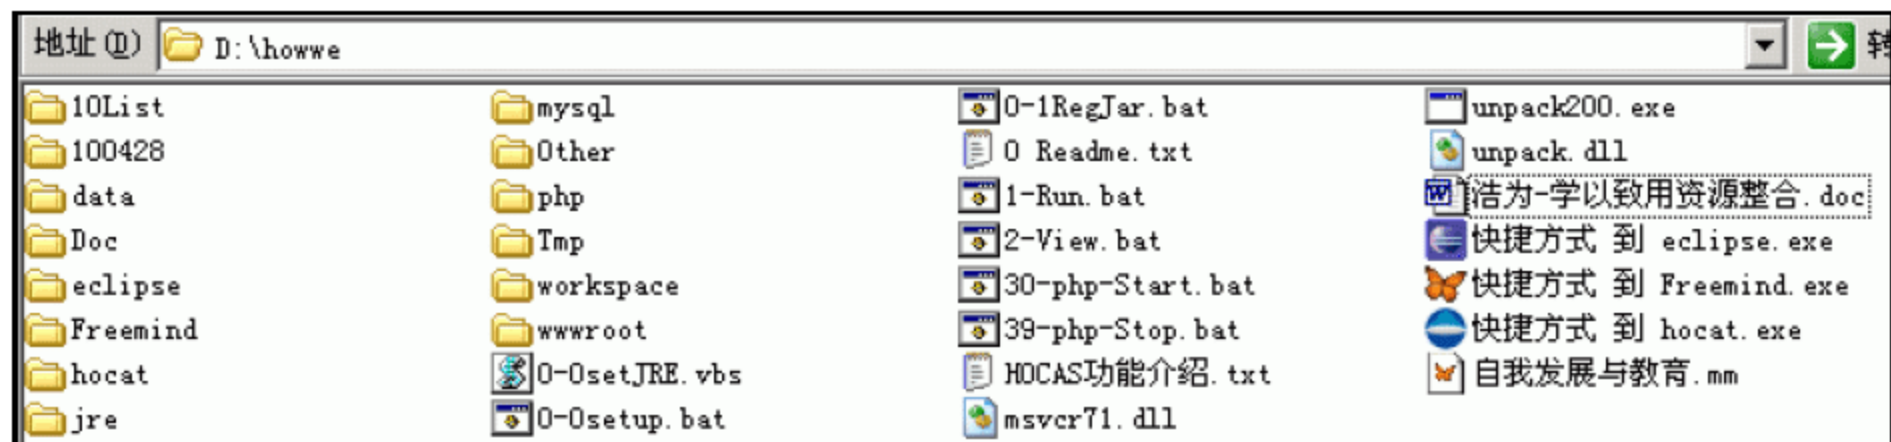 地址(D) D:\howwe 转
10List mysql 0-1RegJar.bat unpack200.exe
100428 Other 0 Readme.txt unpack.dll
data php 1-Run.bat 浩为-学以致用资源整合.doc
Doc Tmp 2-View.bat 快捷方式 到 eclipse.exe
eclipse workspace 30-php-Start.bat 快捷方式 到 Freemind.exe
Freemind wwwroot 39-php-Stop.bat 快捷方式 到 hocat.exe
hocat 0-0setJRE.vbs HOCAS功能介绍.txt 自我发展与教育.mm
jre 0-0setup.bat msvcr71.dll